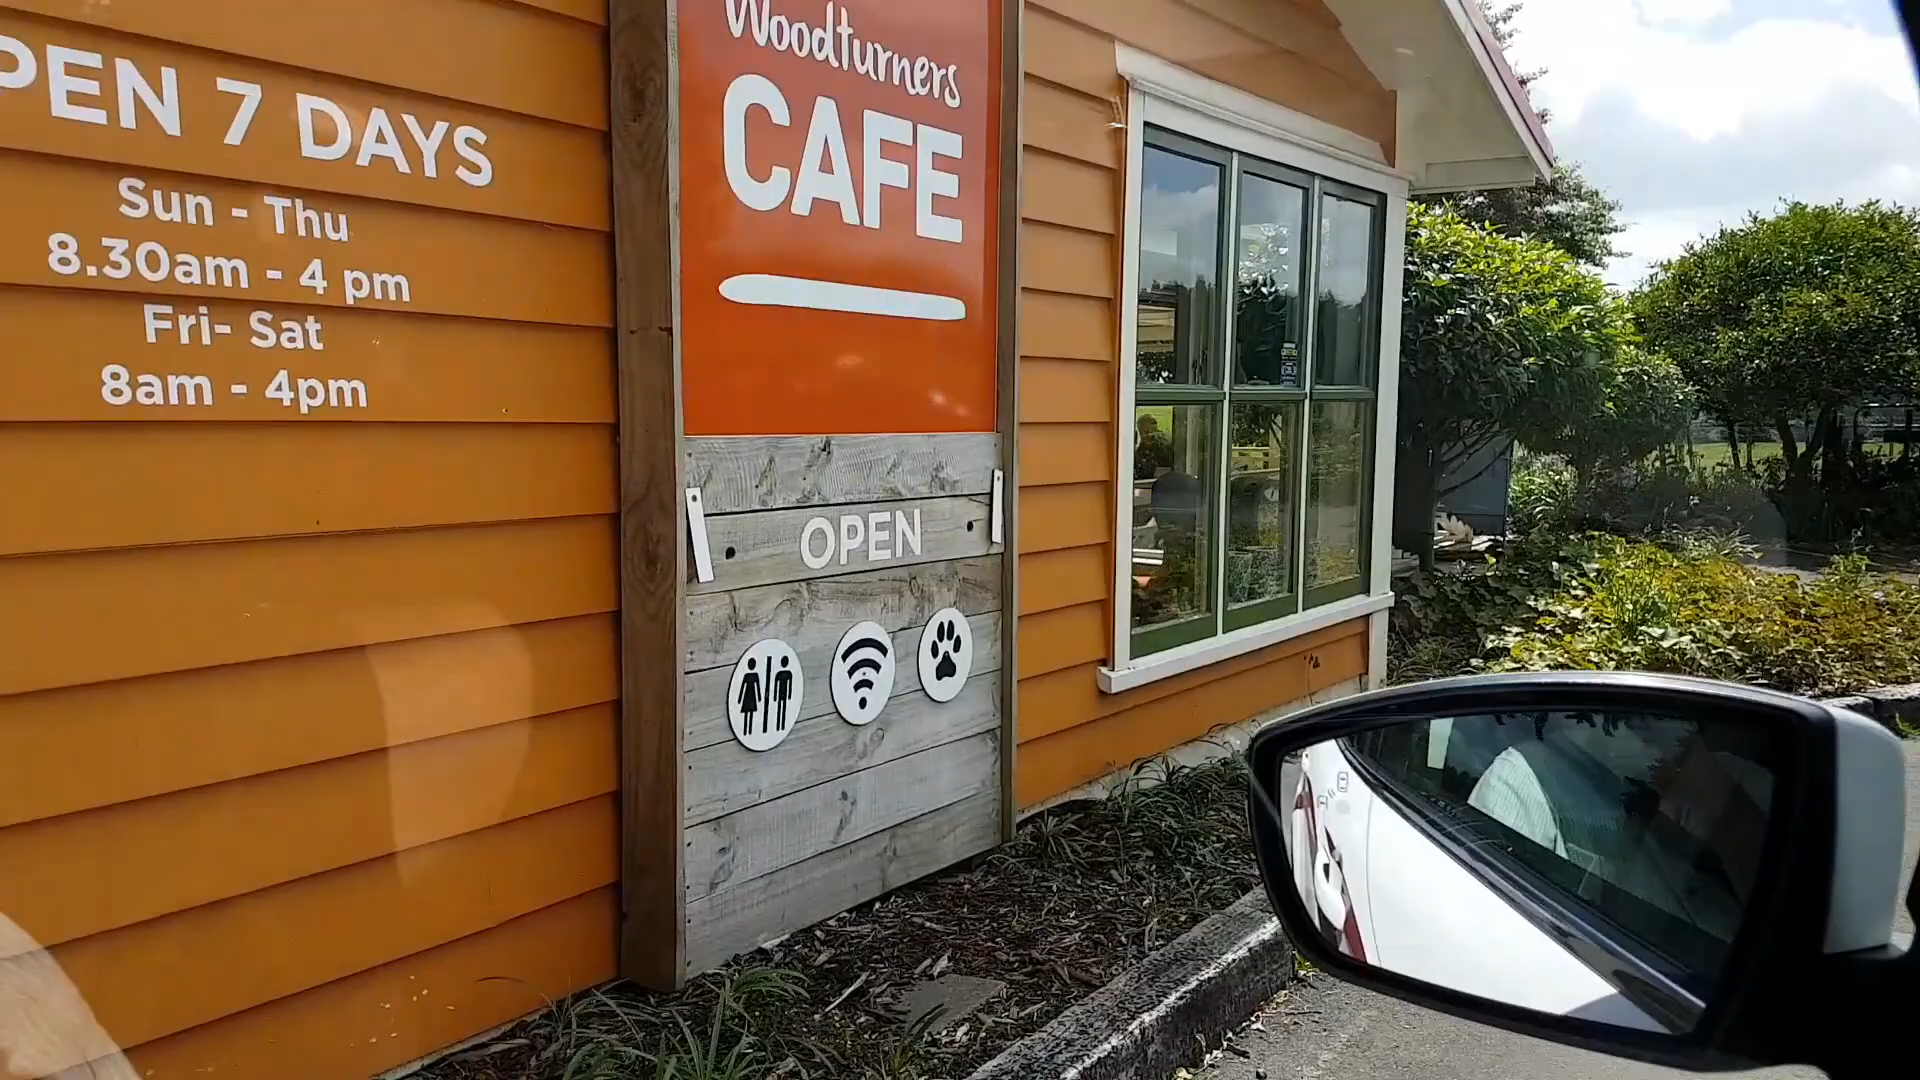 PEN 7 DAYS
Sun - Thu
8.30am - 4 pm
Fri- Sat
8am - 4pm
Woodturners
CAFE
OPEN